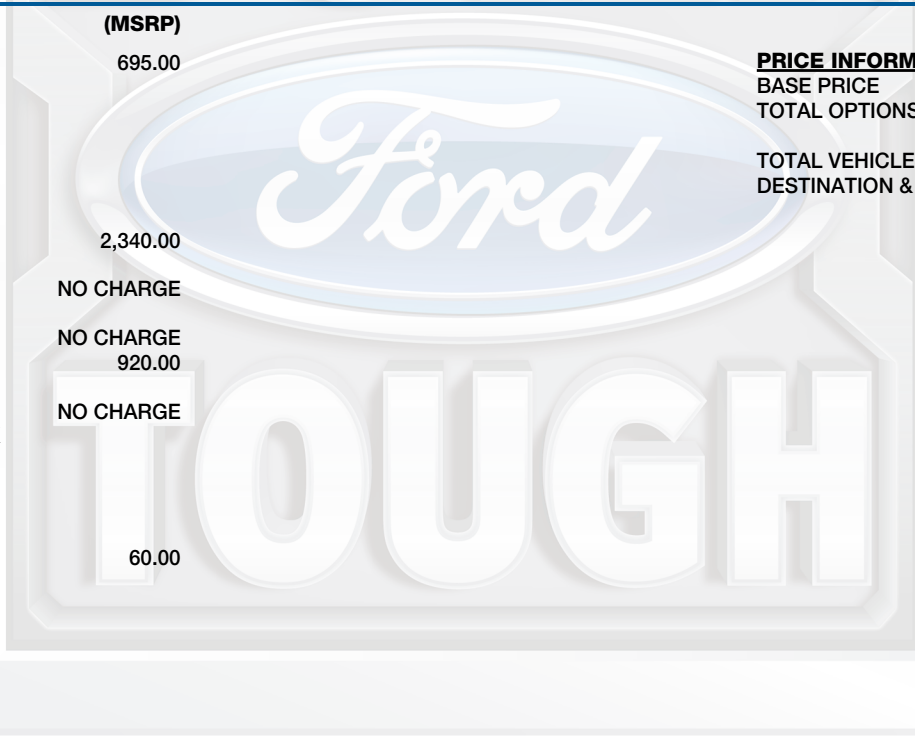 (MSRP)
695.00
2,340.00
NO CHARGE
NO CHARGE
920.00
NO CHARGE
60.00
PRICE INFORM
BASE PRICE
TOTAL OPTIONS
TOTAL VEHICLE
DESTINATION &
Ford
TOUGH